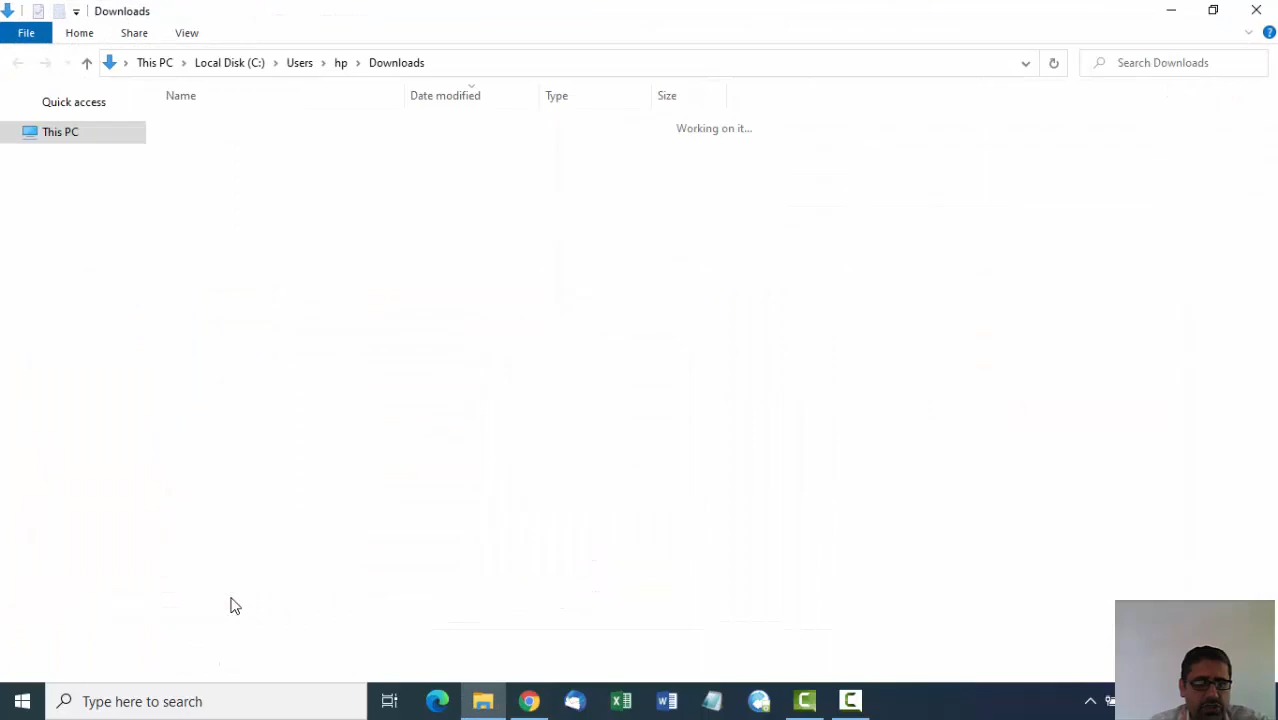 Downloads
File Home Share View
This PC Local Disk (C:) Users hp Downloads
Search Downloads
Quick access
This PC
Name Date modified Type Size
Working on it...
Type here to search